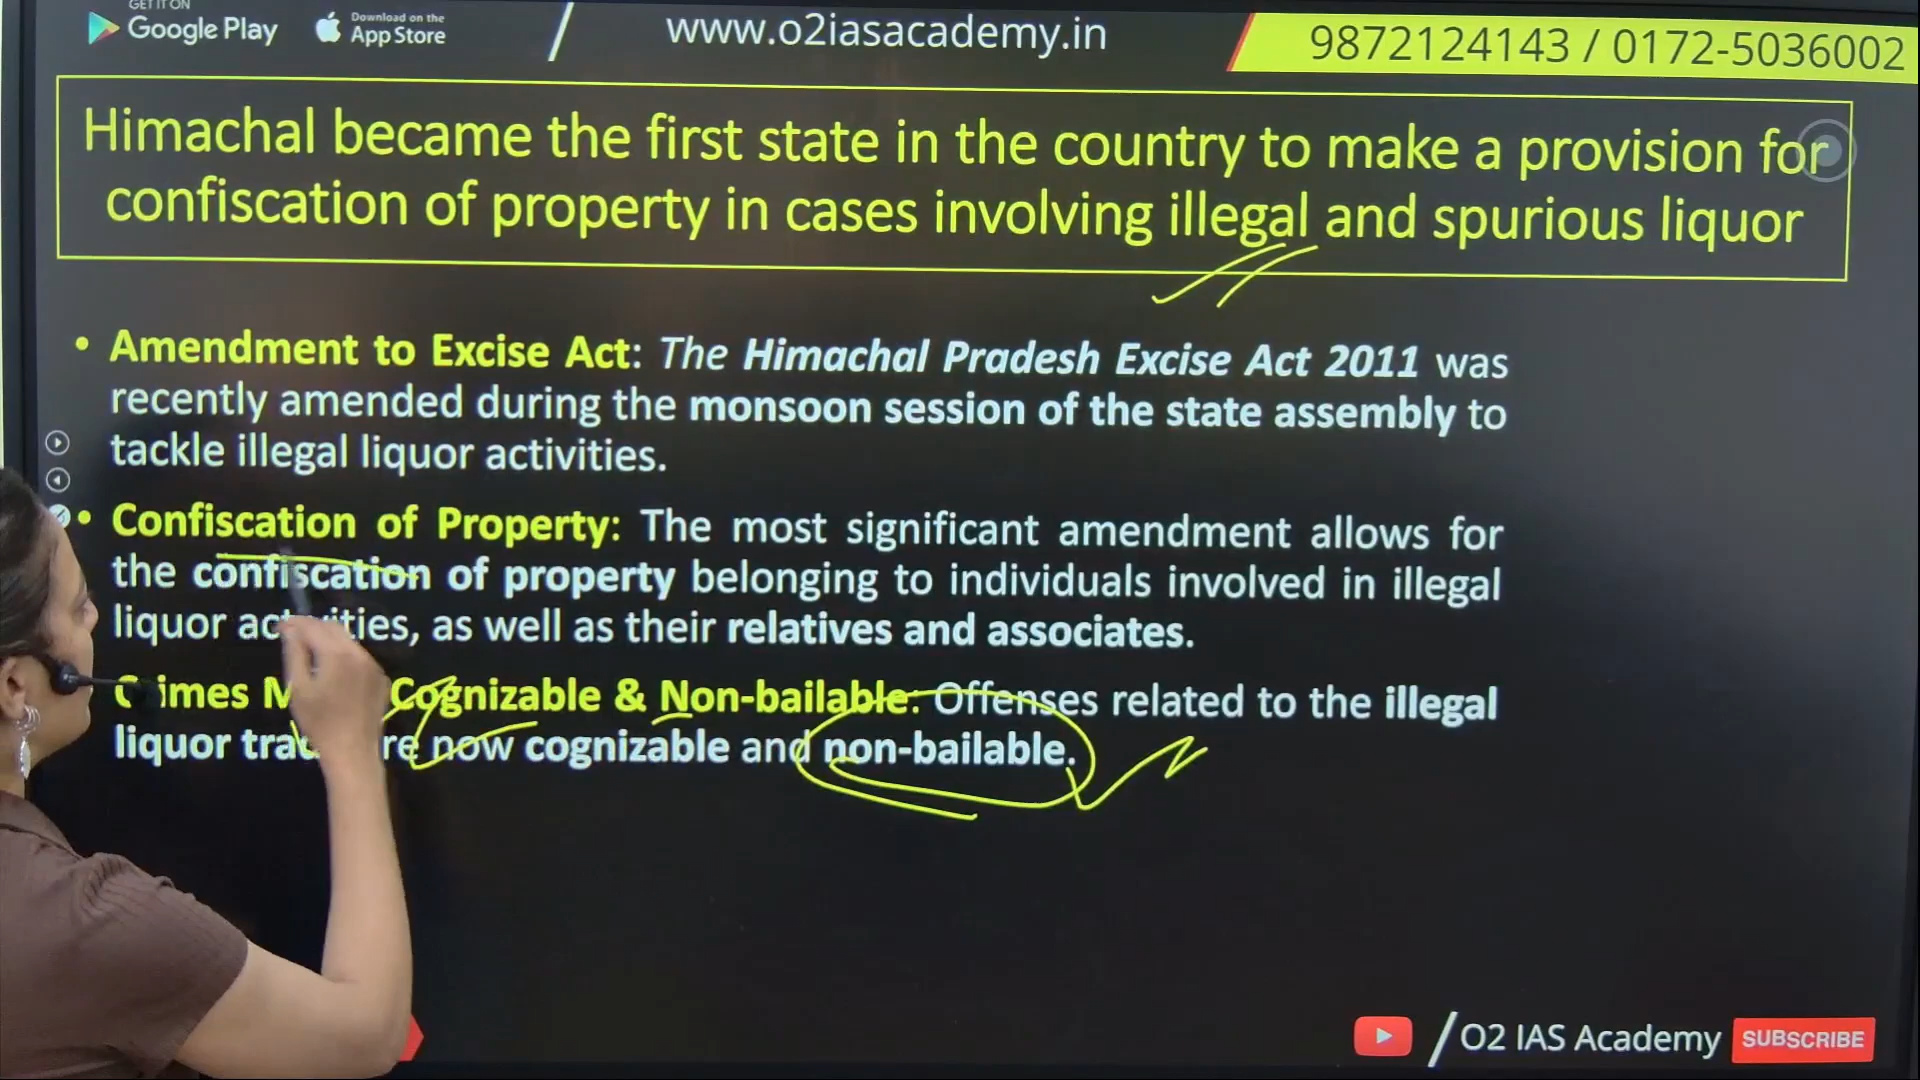 GET IT ON
Google Play
Download on the
App Store
www.o2iasacademy.in
9872124143 / 0172-5036002
Himachal became the first state in the country to make a provision for
confiscation of property in cases involving illegal and spurious liquor
• Amendment to Excise Act: The Himachal Pradesh Excise Act 2011 was
recently amended during the monsoon session of the state assembly to
tackle illegal liquor activities.
• Confiscation of Property: The most significant amendment allows for
the confiscation of property belonging to individuals involved in illegal
liquor activities, as well as their relatives and associates.
Crimes Cognizable & Non-bailable: Offenses related to the illegal
liquor now cognizable and non-bailable.
O2 IAS Academy
SUBSCRIBE